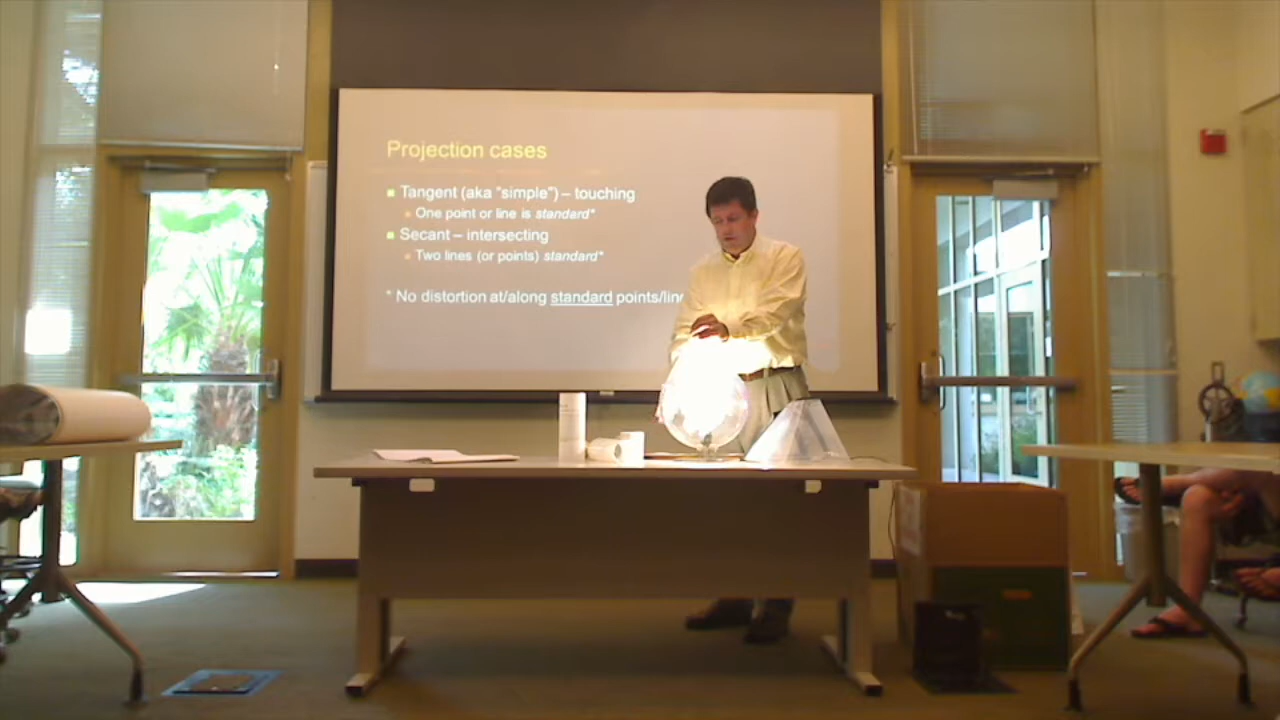 Projection cases
Tangent (aka "simple") – touching
One point or line is standard*
Secant – intersecting
Two lines (or points) standard*
* No distortion at/along standard points/line